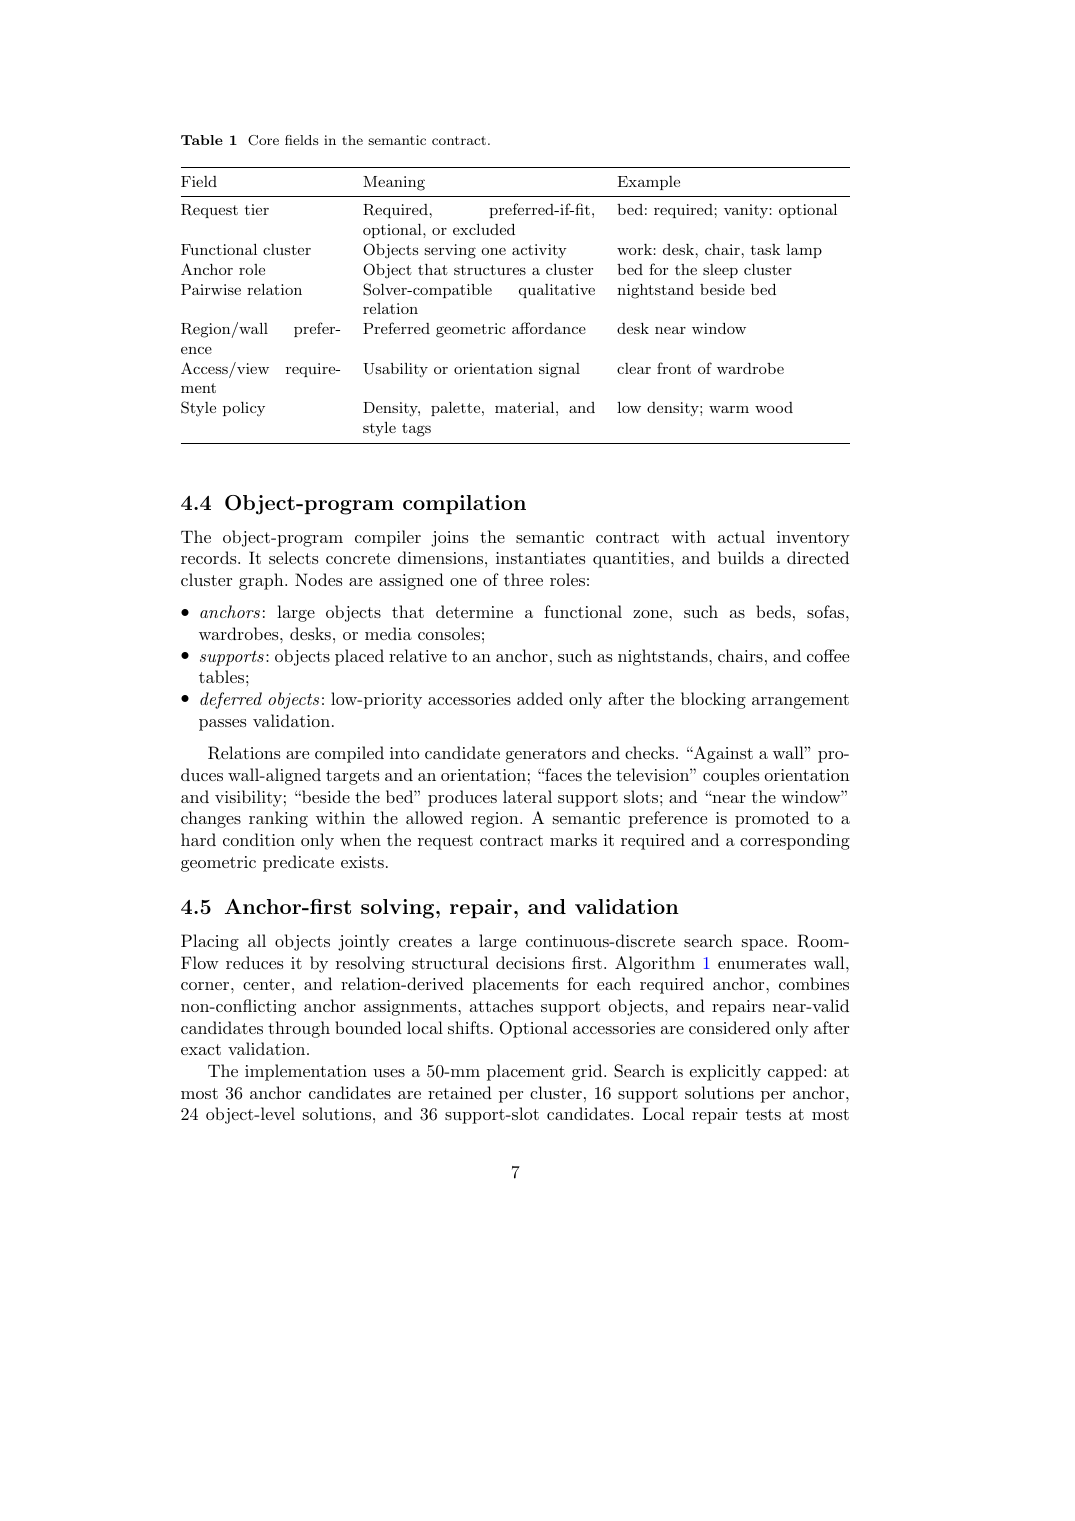 Table 1 Core fields in the semantic contract.
Field Meaning Example
Request tier Required, preferred-if-fit, bed: required; vanity: optional
optional, or excluded
Functional cluster Objects serving one activity work: desk, chair, task lamp
Anchor role Object that structures a cluster bed for the sleep cluster
Pairwise relation Solver-compatible qualitative nightstand beside bed
relation
Region/wall prefer- Preferred geometric affordance desk near window
ence
Access/view require- Usability or orientation signal clear front of wardrobe
ment
Style policy Density, palette, material, and low density; warm wood
style tags
4.4 Object-program compilation
The object-program compiler joins the semantic contract with actual inventory
records. It selects concrete dimensions, instantiates quantities, and builds a directed
cluster graph. Nodes are assigned one of three roles:
• anchors: large objects that determine a functional zone, such as beds, sofas,
wardrobes, desks, or media consoles;
• supports: objects placed relative to an anchor, such as nightstands, chairs, and coffee
tables;
• deferred objects: low-priority accessories added only after the blocking arrangement
passes validation.
Relations are compiled into candidate generators and checks. “Against a wall” pro-
duces wall-aligned targets and an orientation; “faces the television” couples orientation
and visibility; “beside the bed” produces lateral support slots; and “near the window”
changes ranking within the allowed region. A semantic preference is promoted to a
hard condition only when the request contract marks it required and a corresponding
geometric predicate exists.
4.5 Anchor-first solving, repair, and validation
Placing all objects jointly creates a large continuous-discrete search space. Room-
Flow reduces it by resolving structural decisions first. Algorithm 1 enumerates wall,
corner, center, and relation-derived placements for each required anchor, combines
non-conflicting anchor assignments, attaches support objects, and repairs near-valid
candidates through bounded local shifts. Optional accessories are considered only after
exact validation.
The implementation uses a 50-mm placement grid. Search is explicitly capped: at
most 36 anchor candidates are retained per cluster, 16 support solutions per anchor,
24 object-level solutions, and 36 support-slot candidates. Local repair tests at most
7